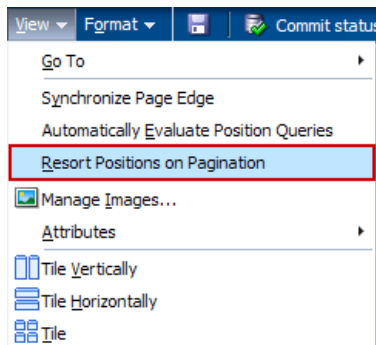 View Format Commit status
Go To
Synchronize Page Edge
Automatically Evaluate Position Queries
Resort Positions on Pagination
Manage Images...
Attributes
Tile Vertically
Tile Horizontally
Tile